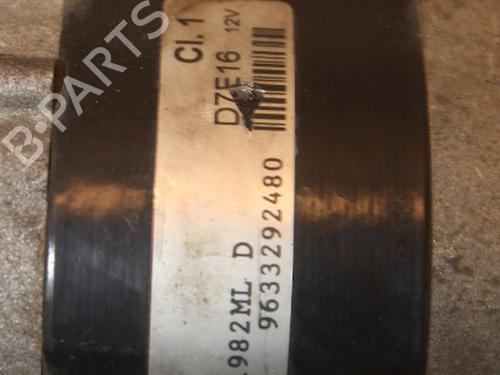 Cl.1
D7E16 12V
.982ML D
9633292480
B-PARTS